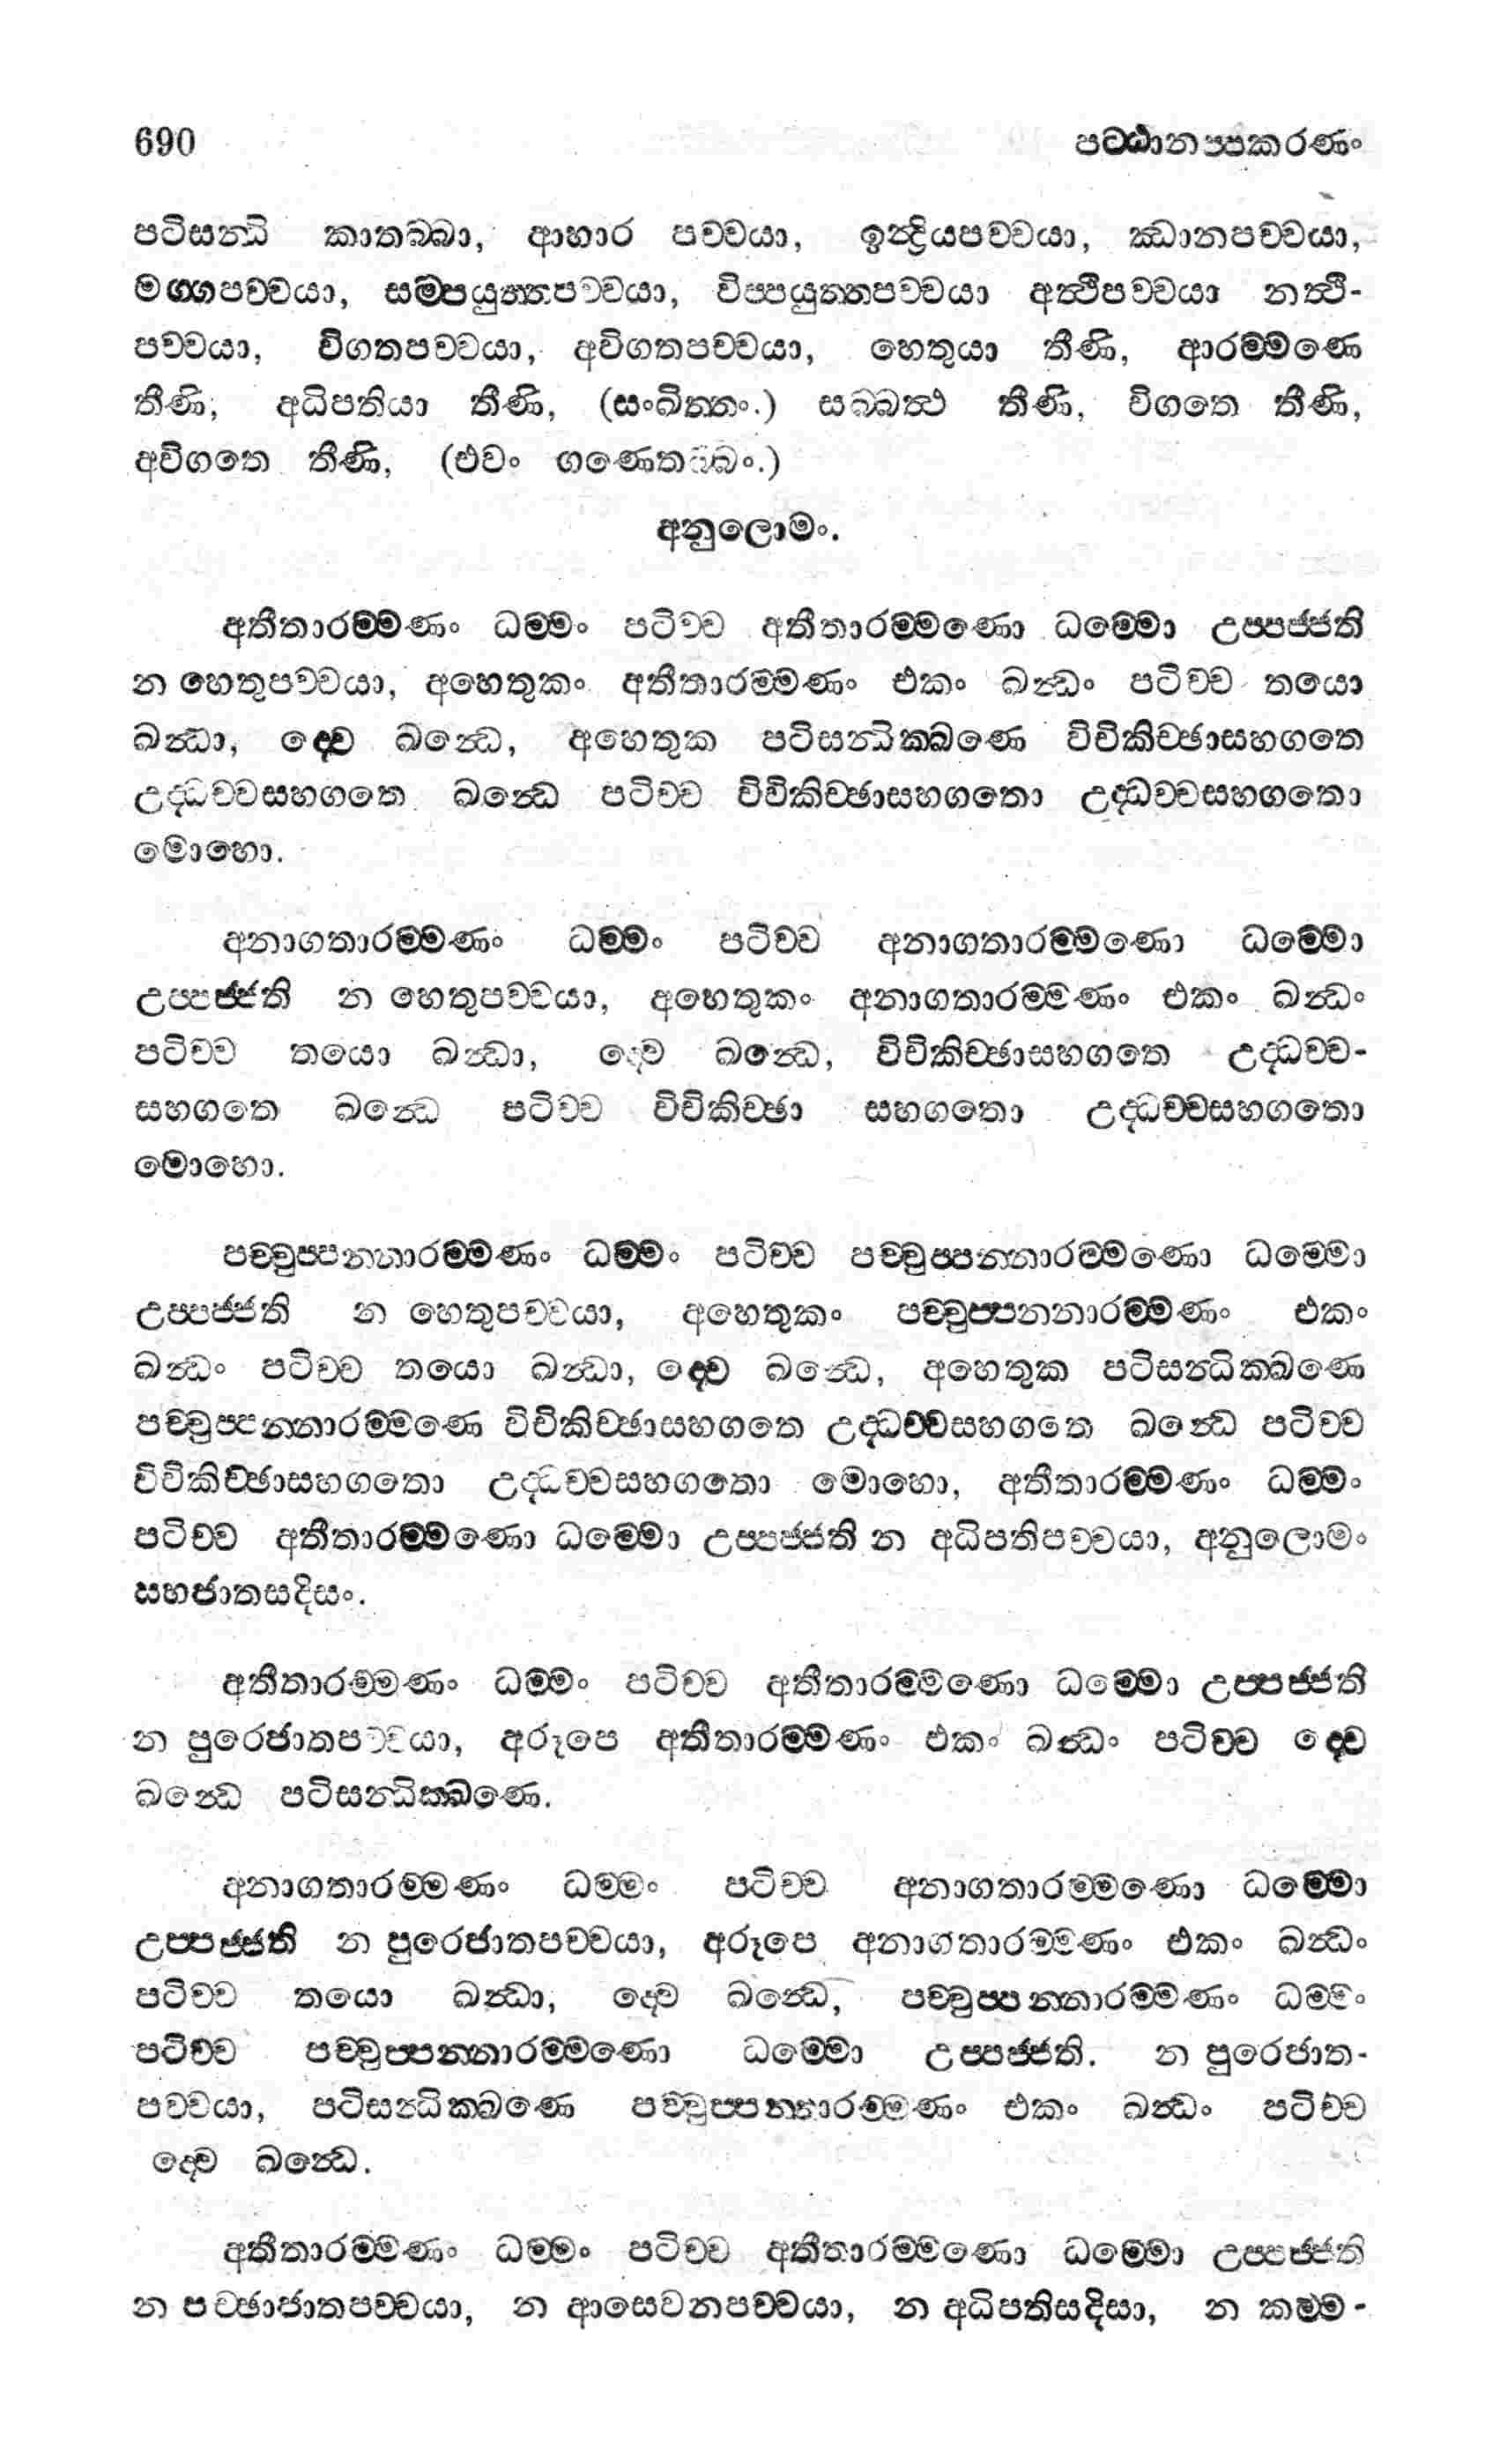 690 පට්ඨානප්පකරණං
පටිසන්ධි කාතබ්බා, ආහාර පච්චයා, ඉන්ද්‍රියපච්චයා, ඣානපච්චයා,
මග්ගපච්චයා, සම්පයුත්තපච්චයා, විප්පයුත්තපච්චයා අත්ථිපච්චයා නත්ථි-
පච්චයා, විගතපච්චයා, අවිගතපච්චයා, හෙතුයා තීණි, ආරම්මණෙ
තීණි, අධිපතියා තීණි, (සංඛිත්තං.) සබ්බත්ථ තීණි, විගතෙ තීණි,
අවිගතෙ තීණි, (එවං ගණෙතබ්බං.)
අනුලොමං.
අතීතාරම්මණං ධම්මං පටිච්ච අතීතාරම්මණො ධම්මො උප්පජ්ජති
න හෙතුපච්චයා, අහෙතුකං අතීතාරම්මණං එකං ඛන්ධං පටිච්ච තයො
ඛන්ධා, ද්වෙ ඛන්ධෙ, අහෙතුක පටිසන්ධික්ඛණෙ විචිකිච්ඡාසහගතෙ
උද්ධච්චසහගතෙ ඛන්ධෙ පටිච්ච විචිකිච්ඡාසහගතො උද්ධච්චසහගතො
මොහො.
අනාගතාරම්මණං ධම්මං පටිච්ච අනාගතාරම්මණො ධම්මො
උප්පජ්ජති න හෙතුපච්චයා, අහෙතුකං අනාගතාරම්මණං එකං ඛන්ධං
පටිච්ච තයො ඛන්ධා, ද්වෙ ඛන්ධෙ, විචිකිච්ඡාසහගතෙ උද්ධච්ච-
සහගතෙ ඛන්ධෙ පටිච්ච විචිකිච්ඡා සහගතො උද්ධච්චසහගතො
මොහො.
පච්චුප්පන්නාරම්මණං ධම්මං පටිච්ච පච්චුප්පන්නාරම්මණො ධම්මො
උප්පජ්ජති න හෙතුපච්චයා, අහෙතුකං පච්චුප්පනනාරම්මණං එකං
ඛන්ධං පටිච්ච තයො ඛන්ධා, ද්වෙ ඛන්ධෙ, අහෙතුක පටිසන්ධික්ඛණෙ
පච්චුප්පන්නාරම්මණෙ විචිකිච්ඡාසහගතෙ උද්ධච්චසහගතෙ ඛන්ධෙ පටිච්ච
විචිකිච්ඡාසහගතො උද්ධච්චසහගතො මොහො, අතීතාරම්මණං ධම්මං
පටිච්ච අතීතාරම්මණො ධම්මො උප්පජ්ජති න අධිපතිපච්චයා, අනුලොමං
සහජාතසදිසං.
අතීතාරම්මණං ධම්මං පටිච්ච අතීතාරම්මණො ධම්මො උප්පජ්ජති
න පුරෙජාතපච්චයා, අරූපෙ අතීතාරම්මණං එකං ඛන්ධං පටිච්ච ද්වෙ
ඛන්ධෙ පටිසන්ධික්ඛණෙ.
අනාගතාරම්මණං ධම්මං පටිච්ච අනාගතාරම්මණො ධම්මො
උප්පජ්ජති න පුරෙජාතපච්චයා, අරූපෙ අනාගතාරම්මණං එකං ඛන්ධං
පටිච්ච තයො ඛන්ධා, ද්වෙ ඛන්ධෙ, පච්චුප්පන්නාරම්මණං ධම්මං
පටිච්ච පච්චුප්පන්නාරම්මණො ධම්මො උප්පජ්ජති. න පුරෙජාත-
පච්චයා, පටිසන්ධික්ඛණෙ පච්චුප්පන්නාරම්මණං එකං ඛන්ධං පටිච්ච
ද්වෙ ඛන්ධෙ.
අතීතාරම්මණං ධම්මං පටිච්ච අතීතාරම්මණො ධම්මො උප්පජ්ජති
න පච්ඡාජාතපච්චයා, න ආසෙවනපච්චයා, න අධිපතිසදිසා, න කම්ම-